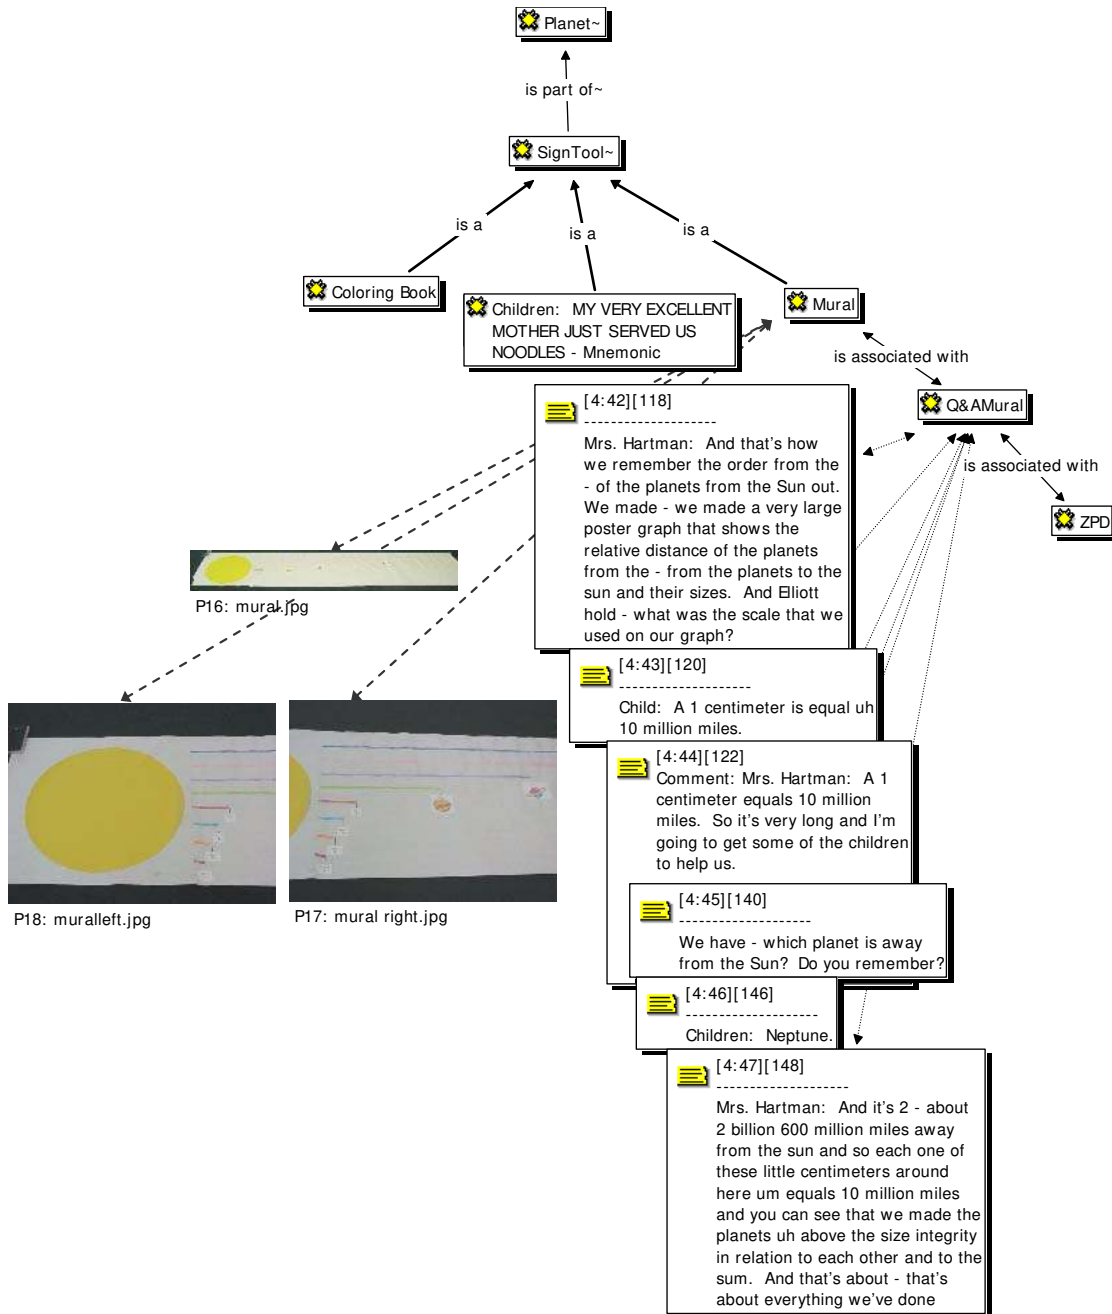 Planet~
is part of~
SignTool~
is a
is a
is a
Coloring Book
Children: MY VERY EXCELLENT
MOTHER JUST SERVED US
NOODLES - Mnemonic
Mural
is associated with
Q&AMural
is associated with
ZPD
[4:42][118]
--------------------
Mrs. Hartman: And that's how
we remember the order from the
- of the planets from the Sun out.
We made - we made a very large
poster graph that shows the
relative distance of the planets
from the - from the planets to the
sun and their sizes. And Elliott
hold - what was the scale that we
used on our graph?
P16: mural.jpg
[4:43][120]
--------------------
Child: A 1 centimeter is equal uh
10 million miles.
[4:44][122]
Comment: Mrs. Hartman: A 1
centimeter equals 10 million
miles. So it's very long and I'm
going to get some of the children
to help us.
P18: muralleft.jpg
P17: mural right.jpg
[4:45][140]
--------------------
We have - which planet is away
from the Sun? Do you remember?
[4:46][146]
--------------------
Children: Neptune.
[4:47][148]
--------------------
Mrs. Hartman: And it's 2 - about
2 billion 600 million miles away
from the sun and so each one of
these little centimeters around
here um equals 10 million miles
and you can see that we made the
planets uh above the size integrity
in relation to each other and to the
sum. And that's about - that's
about everything we've done